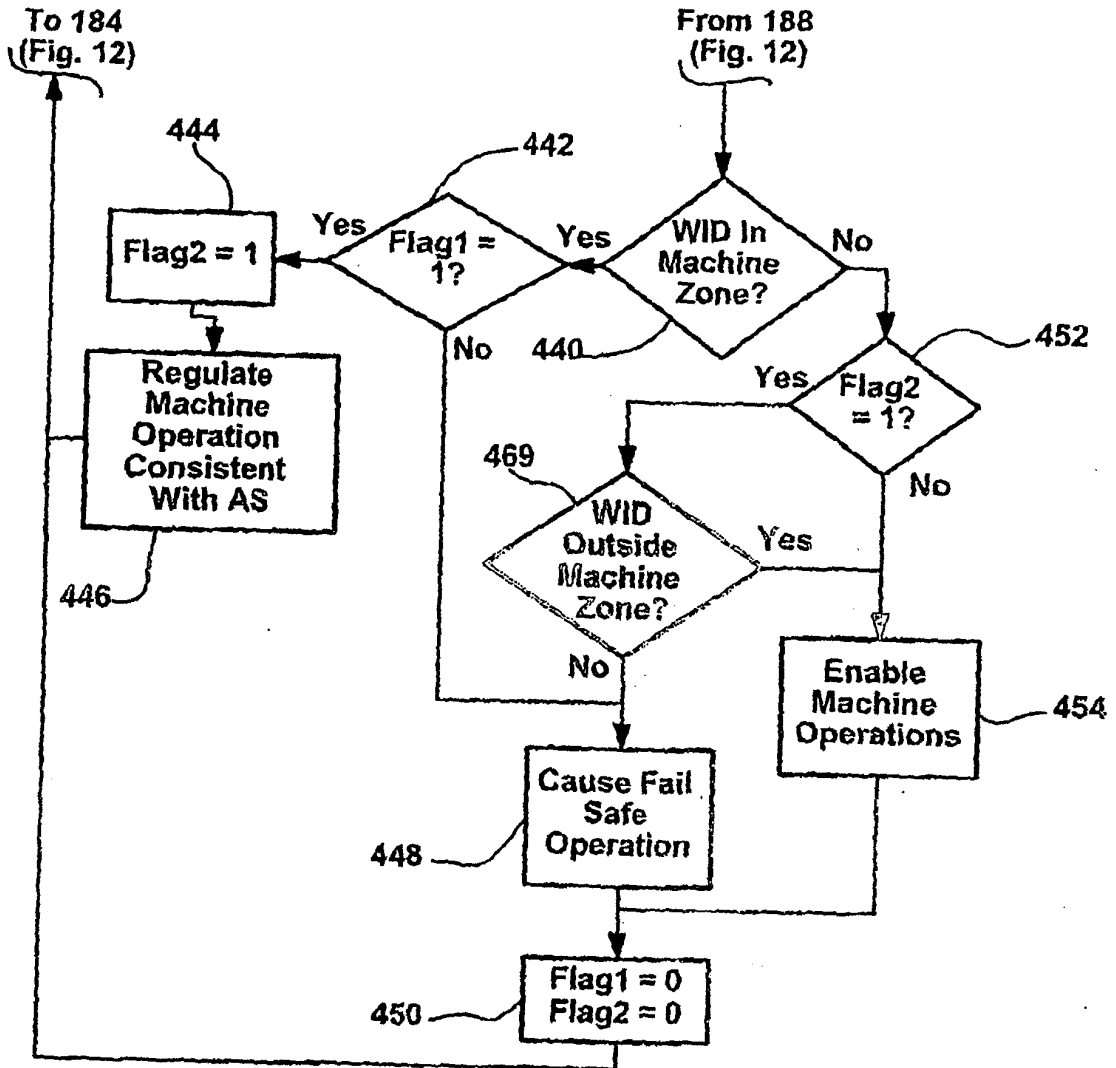 To 184
(Fig. 12)
From 188
(Fig. 12)
444
442
Yes
Flag2 = 1
Flag1 =
1?
Yes
WID In
Machine
Zone?
No
440
No
452
Regulate
Machine
Operation
Consistent
With AS
446
Yes
Flag2
= 1?
No
469
WID
Outside
Machine
Zone?
Yes
No
Enable
Machine
Operations
454
Cause Fail
Safe
Operation
448
Flag1 = 0
Flag2 = 0
450